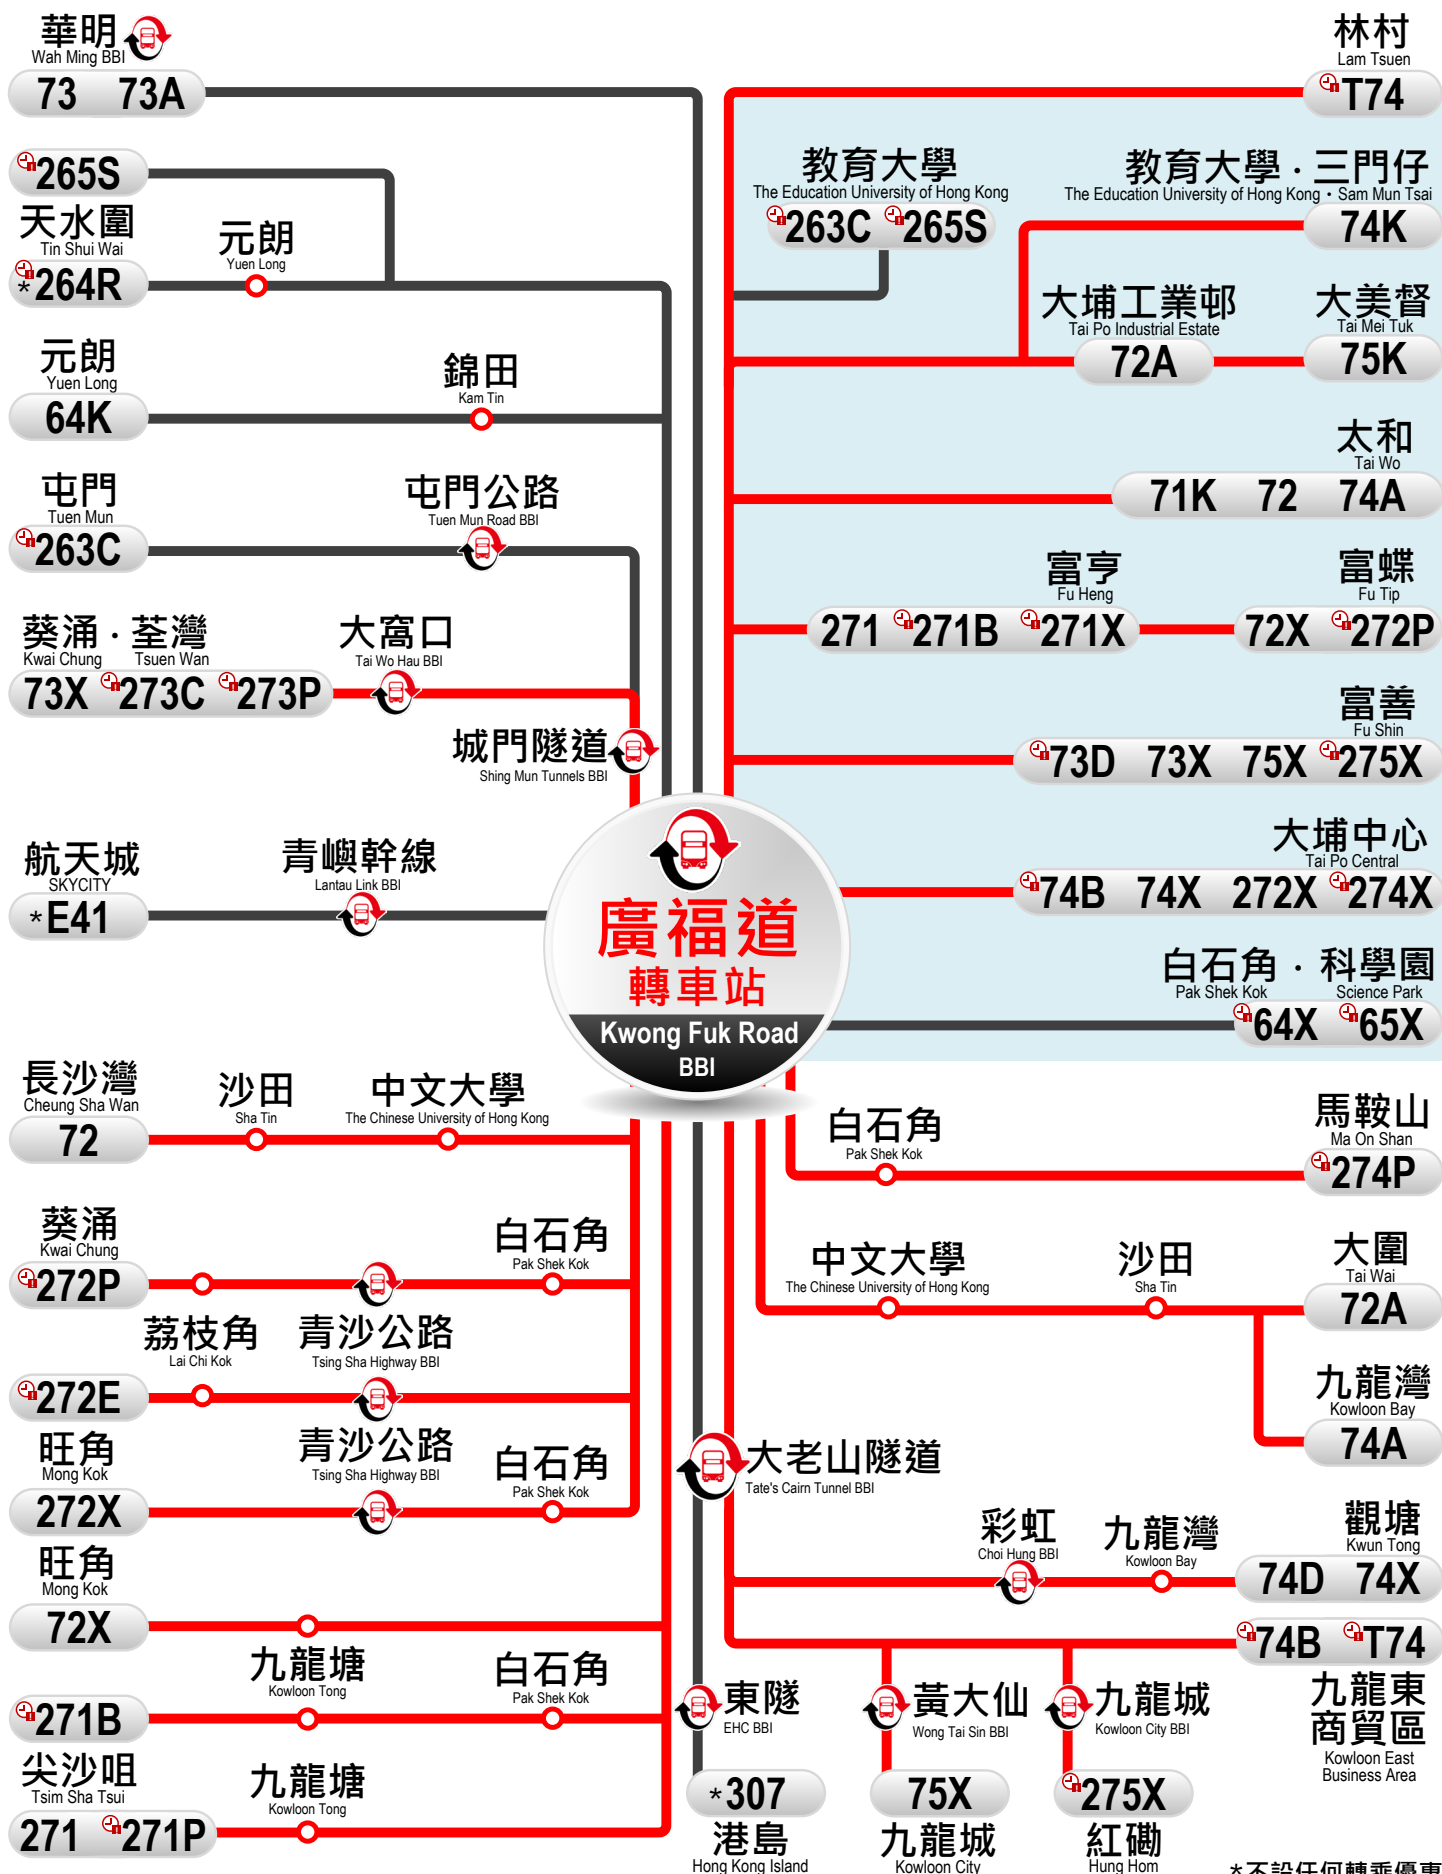 華明
Wah Ming BBI
73 73A
265S
天水圍
Tin Shui Wai
*264R
元朗
Yuen Long
元朗
Yuen Long
64K
錦田
Kam Tin
屯門
Tuen Mun
263C
屯門公路
Tuen Mun Road BBI
葵涌 · 荃灣
Kwai Chung Tsuen Wan
73X 273C 273P
大窩口
Tai Wo Hau BBI
城門隧道
Shing Mun Tunnels BBI
航天城
SKYCITY
*E41
青嶼幹線
Lantau Link BBI
林村
Lam Tsuen
T74
教育大學
The Education University of Hong Kong
263C 265S
教育大學 · 三門仔
The Education University of Hong Kong · Sam Mun Tsai
74K
大埔工業邨
Tai Po Industrial Estate
72A
大美督
Tai Mei Tuk
75K
太和
Tai Wo
71K 72 74A
富亨
Fu Heng
271 271B 271X
富蝶
Fu Tip
72X 272P
富善
Fu Shin
73D 73X 75X 275X
大埔中心
Tai Po Central
74B 74X 272X 274X
白石角 · 科學園
Pak Shek Kok Science Park
64X 65X
廣福道
轉車站
Kwong Fuk Road
BBI
長沙灣
Cheung Sha Wan
72
沙田
Sha Tin
中文大學
The Chinese University of Hong Kong
葵涌
Kwai Chung
272P
白石角
Pak Shek Kok
荔枝角
Lai Chi Kok
青沙公路
Tsing Sha Highway BBI
272E
旺角
Mong Kok
272X
青沙公路
Tsing Sha Highway BBI
白石角
Pak Shek Kok
旺角
Mong Kok
72X
九龍塘
Kowloon Tong
271B
白石角
Pak Shek Kok
尖沙咀
Tsim Sha Tsui
271 271P
九龍塘
Kowloon Tong
白石角
Pak Shek Kok
馬鞍山
Ma On Shan
274P
中文大學
The Chinese University of Hong Kong
沙田
Sha Tin
大圍
Tai Wai
72A
九龍灣
Kowloon Bay
74A
大老山隧道
Tate's Cairn Tunnel BBI
彩虹
Choi Hung BBI
九龍灣
Kowloon Bay
觀塘
Kwun Tong
74D 74X
74B T74
九龍東
商貿區
Kowloon East
Business Area
東隧
EHC BBI
*307
港島
Hong Kong Island
黃大仙
Wong Tai Sin BBI
75X
九龍城
Kowloon City
九龍城
Kowloon City BBI
275X
紅磡
Hung Hom
*不設任何轉乘優惠